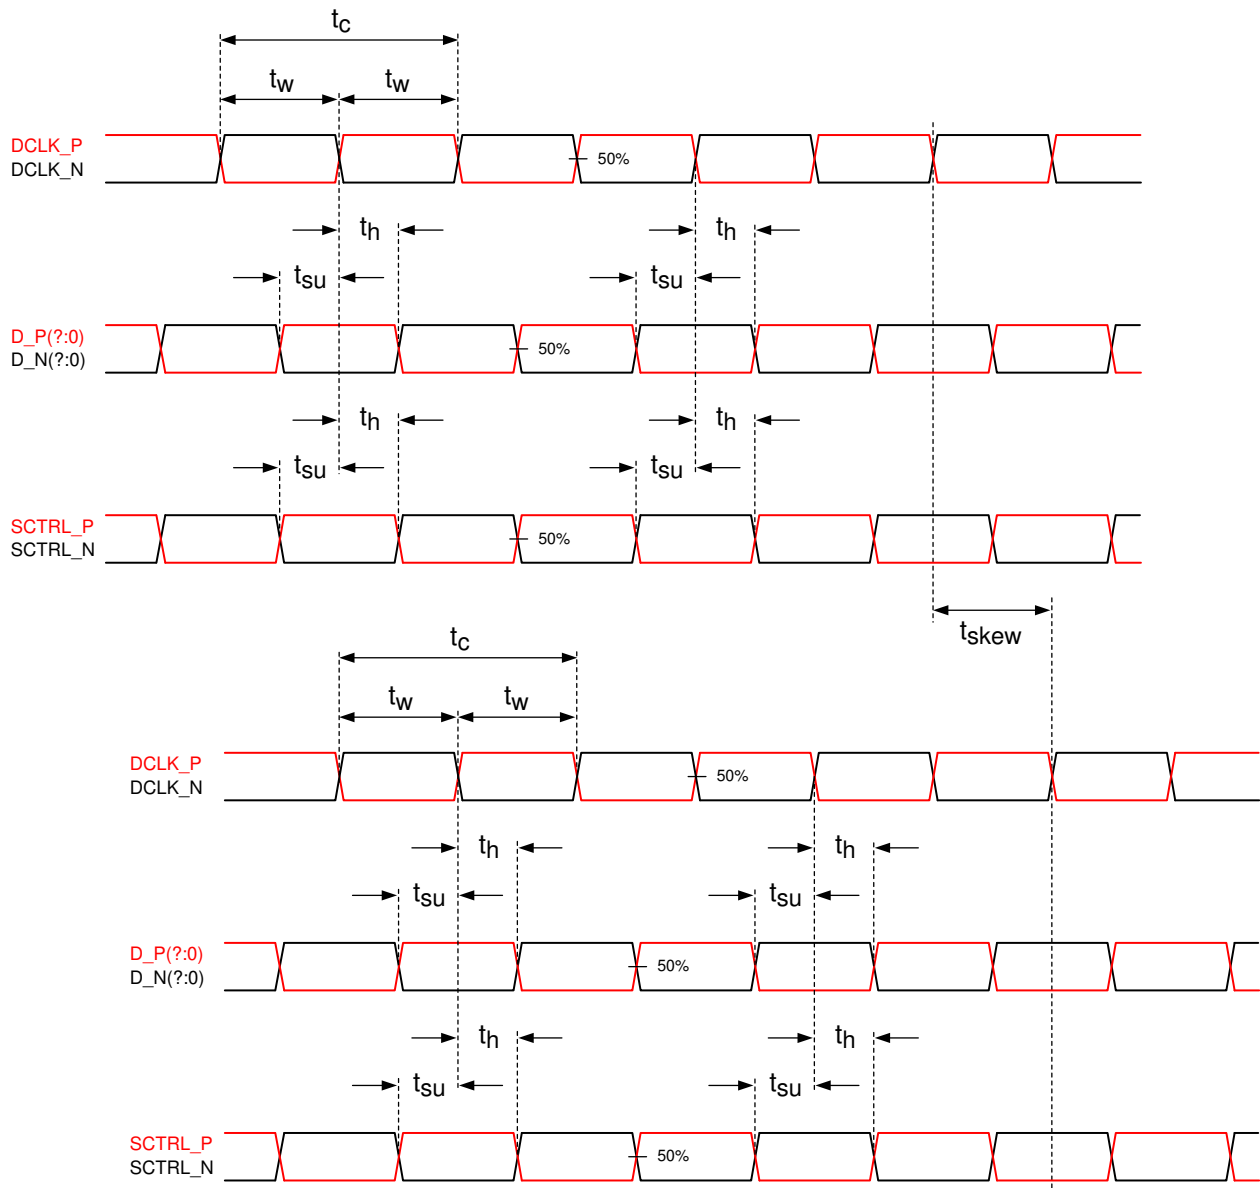 tc
tw tw
DCLK_P
DCLK_N
50%
th th
tsu tsu
D_P(?:0)
D_N(?:0)
50%
th th
tsu tsu
SCTRL_P
SCTRL_N
50%
tskew
tc
tw tw
DCLK_P
DCLK_N
50%
th th
tsu tsu
D_P(?:0)
D_N(?:0)
50%
th th
tsu tsu
SCTRL_P
SCTRL_N
50%